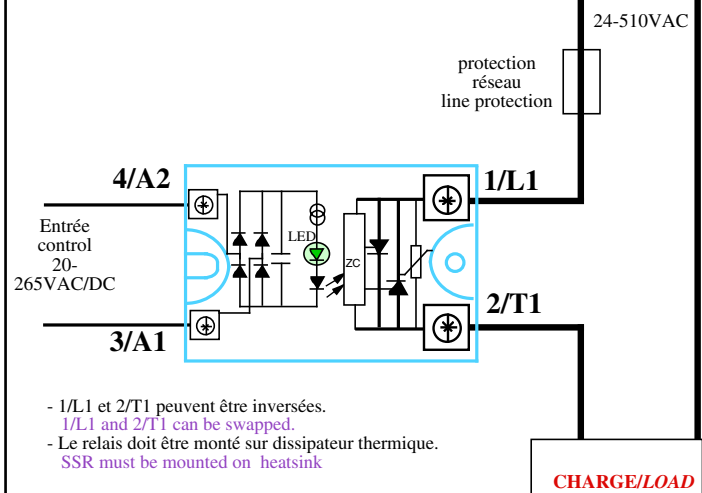 24-510VAC
protection
réseau
line protection
4/A2
1/L1
Entrée
control
20-
265VAC/DC
LED
ZC
3/A1
2/T1
- 1/L1 et 2/T1 peuvent être inversées.
1/L1 and 2/T1 can be swapped.
- Le relais doit être monté sur dissipateur thermique.
SSR must be mounted on heatsink
CHARGE/LOAD